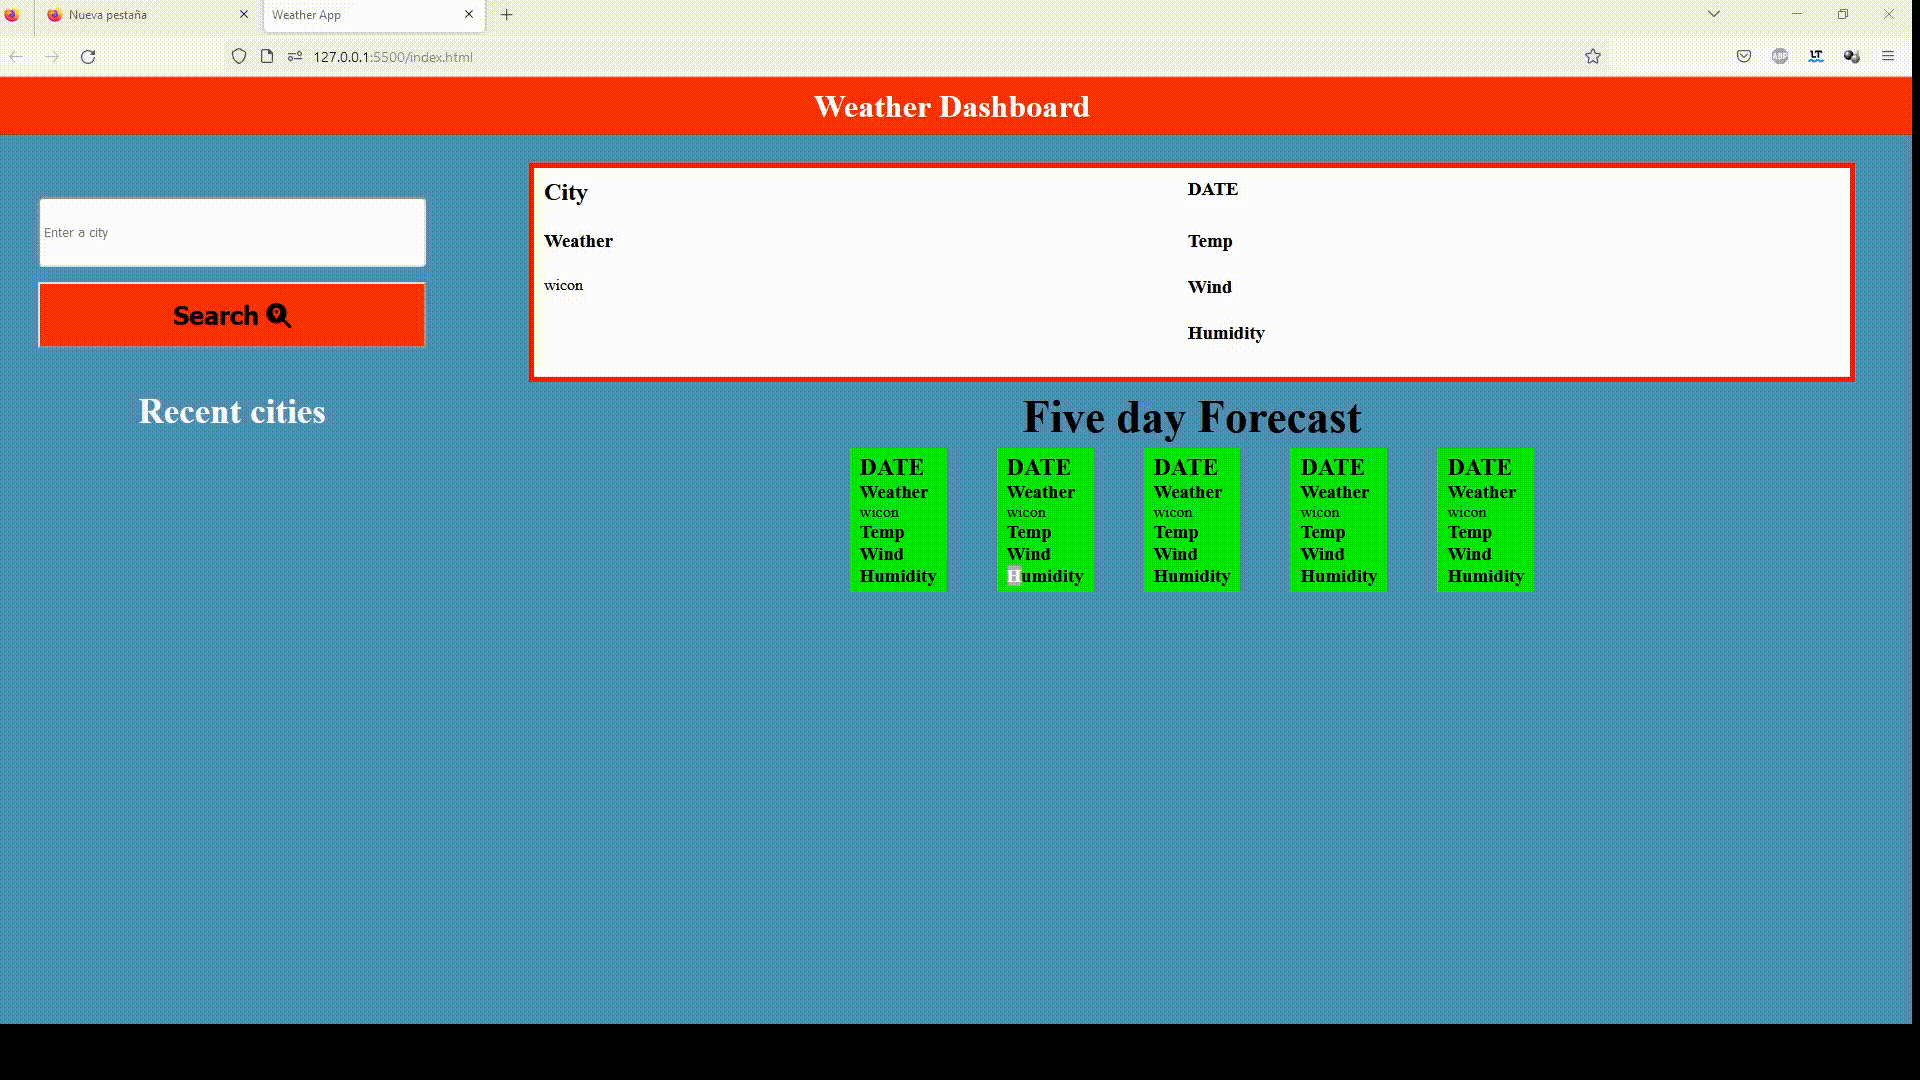 Nueva pestaña
Weather App
127.0.0.1:5500/index.html
ABP
LT
Weather Dashboard
Enter a city
Search
Recent cities
City
DATE
Weather
Temp
wicon
Wind
Humidity
Five day Forecast
DATE
Weather
wicon
Temp
Wind
Humidity
DATE
Weather
wicon
Temp
Wind
Humidity
DATE
Weather
wicon
Temp
Wind
Humidity
DATE
Weather
wicon
Temp
Wind
Humidity
DATE
Weather
wicon
Temp
Wind
Humidity